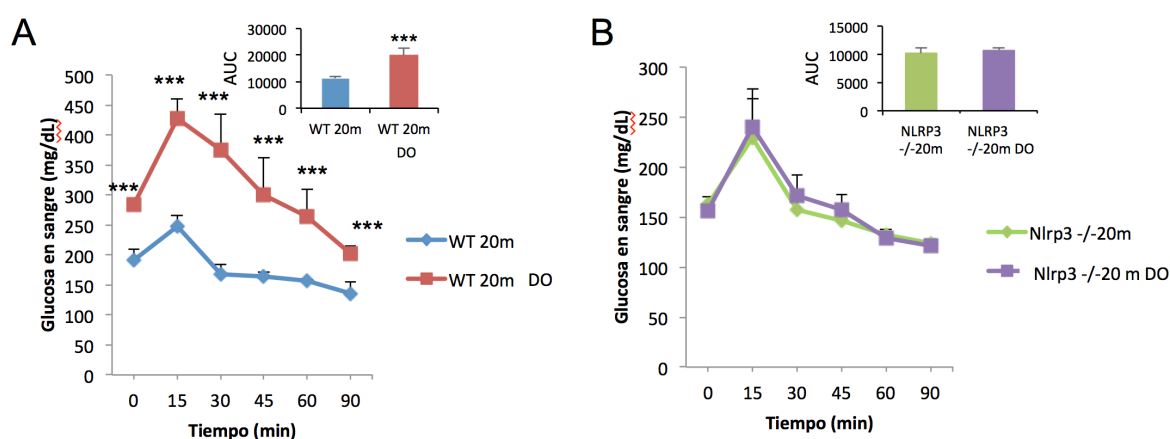 A
AUC
30000
20000
10000
0
***
WT 20m
WT 20m
DO
Glucosa en sangre (mg/dL)
500
450
400
350
300
250
200
150
100
50
0
***
***
***
***
***
***
0 15 30 45 60 90
Tiempo (min)
WT 20m
WT 20m DO
B
AUC
15000
10000
5000
0
NLRP3
-/-20m
NLRP3
-/-20m DO
Glucosa en sangre (mg/dL)
300
250
200
150
100
50
0
0 15 30 45 60 90
Tiempo (min)
Nlrp3 -/-20m
Nlrp3 -/-20 m DO